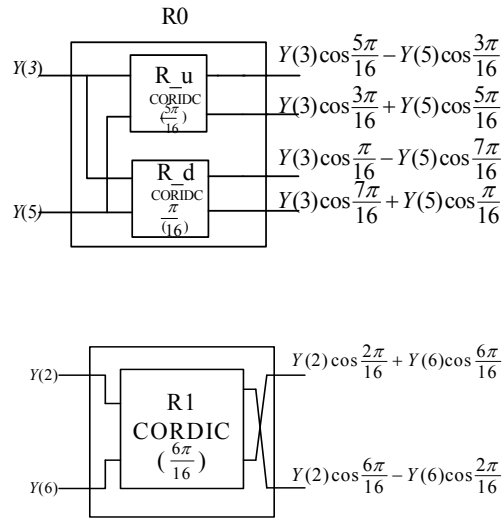 R0
Y(3)
Y(5)
R_u
CORIDC
(5π/16)
R_d
CORIDC
(π/16)
Y(3)cos5π/16 − Y(5)cos3π/16
Y(3)cos3π/16 + Y(5)cos5π/16
Y(3)cosπ/16 − Y(5)cos7π/16
Y(3)cos7π/16 + Y(5)cosπ/16
Y(2)
Y(6)
R1
CORDIC
(6π/16)
Y(2)cos2π/16 + Y(6)cos6π/16
Y(2)cos6π/16 − Y(6)cos2π/16